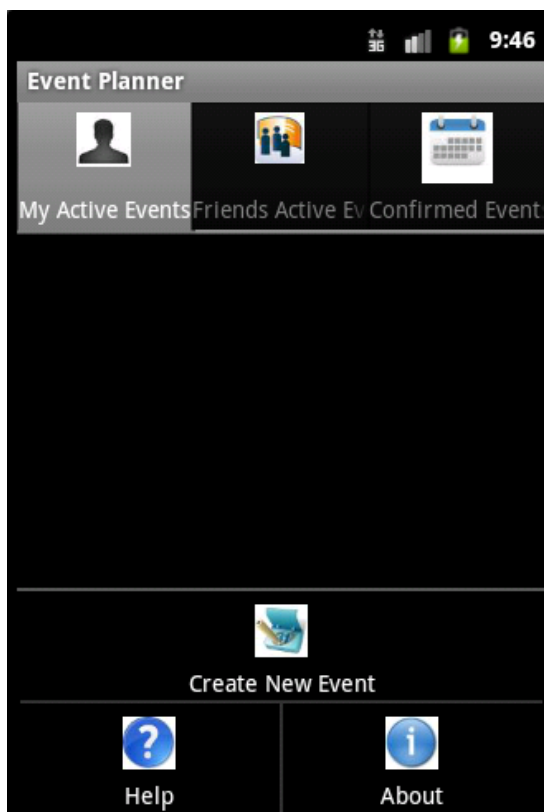 3G 9:46
Event Planner
My Active Events Friends Active Ev Confirmed Event
Create New Event
? i
Help About